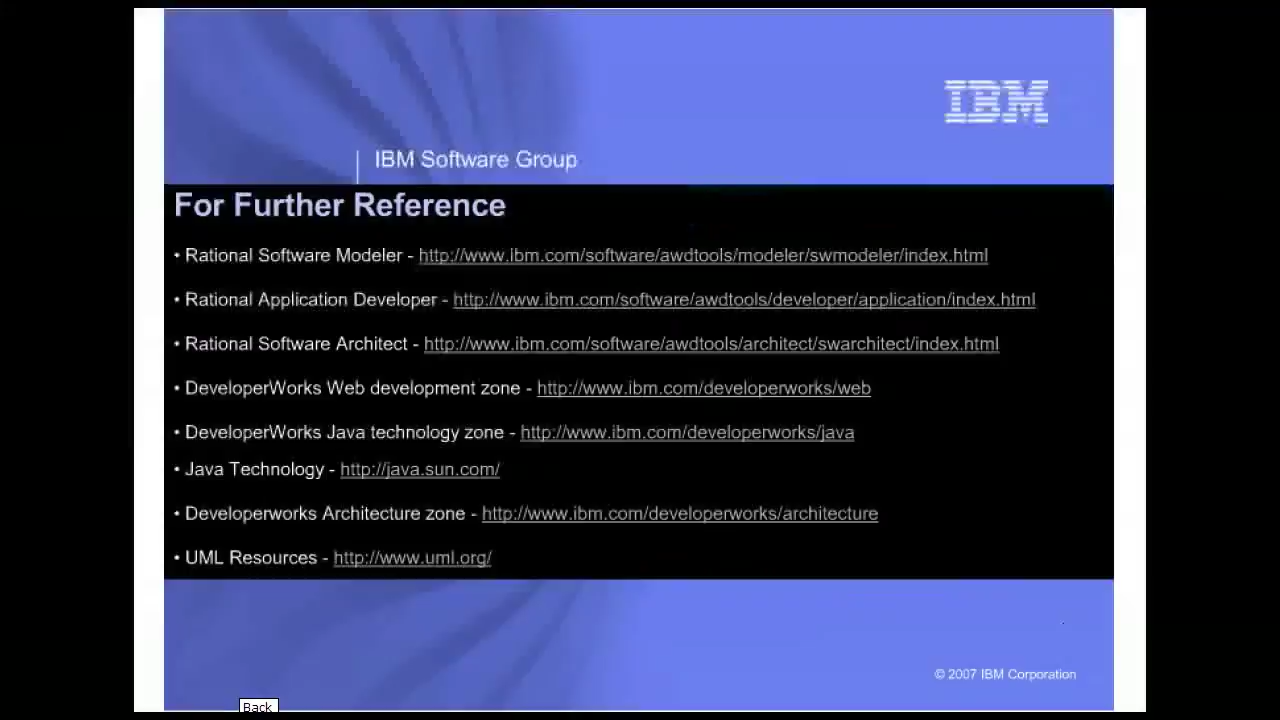 IBM
IBM Software Group
For Further Reference
• Rational Software Modeler - http://www.ibm.com/software/awdtools/modeler/swmodeler/index.html
• Rational Application Developer - http://www.ibm.com/software/awdtools/developer/application/index.html
• Rational Software Architect - http://www.ibm.com/software/awdtools/architect/swarchitect/index.html
• DeveloperWorks Web development zone - http://www.ibm.com/developerworks/web
• DeveloperWorks Java technology zone - http://www.ibm.com/developerworks/java
• Java Technology - http://java.sun.com/
• Developerworks Architecture zone - http://www.ibm.com/developerworks/architecture
• UML Resources - http://www.uml.org/
© 2007 IBM Corporation
Back